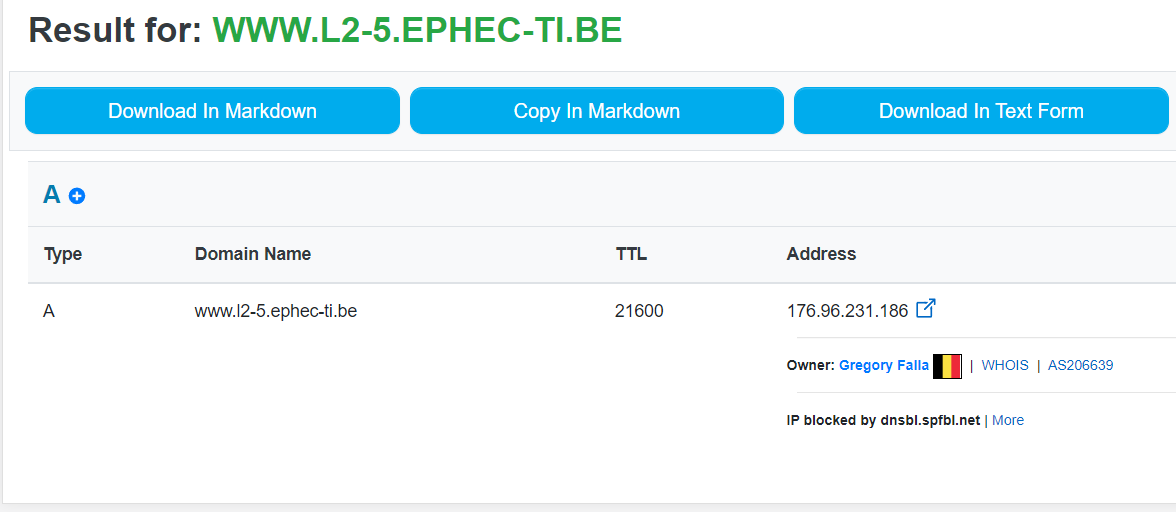 Result for: WWW.L2-5.EPHEC-TI.BE
Download In Markdown Copy In Markdown Download In Text Form
A
Type Domain Name TTL Address
A www.l2-5.ephec-ti.be 21600 176.96.231.186
Owner: Gregory Falla | WHOIS | AS206639
IP blocked by dnsbl.spfbl.net | More